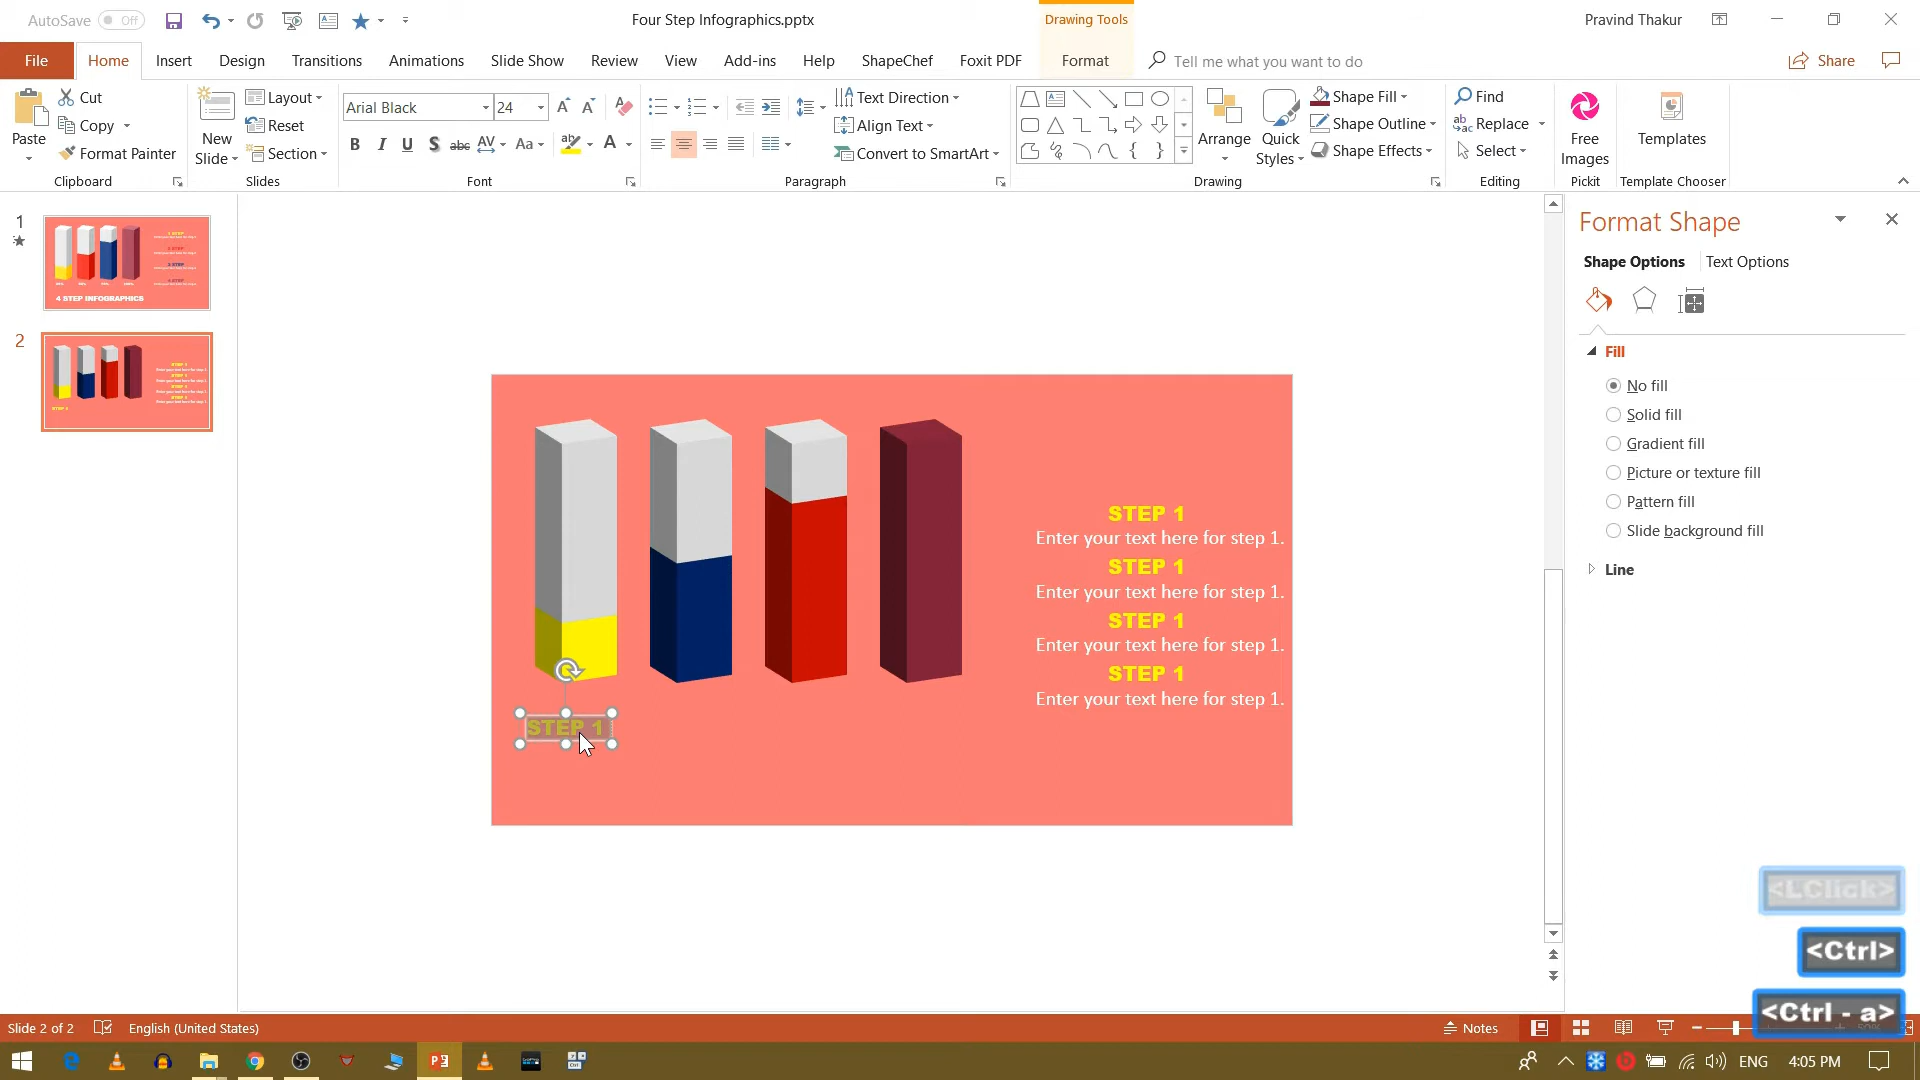 AutoSave Off
Four Step Infographics.pptx
Drawing Tools
Pravind Thakur
File Home Insert Design Transitions Animations Slide Show Review View Add-ins Help ShapeChef Foxit PDF Format Tell me what you want to do Share
Paste
Cut
Copy
Format Painter
Clipboard
New Slide
Layout
Reset
Section
Slides
Arial Black 24
Font
Text Direction
Align Text
Convert to SmartArt
Paragraph
Arrange
Quick Styles
Shape Fill
Shape Outline
Shape Effects
Drawing
Find
Replace
Select
Editing
Free Images
Pickit
Templates
Template Chooser
1
4 STEP INFOGRAPHICS
2
STEP 1
Enter your text here for step 1.
STEP 1
Enter your text here for step 1.
STEP 1
Enter your text here for step 1.
STEP 1
Enter your text here for step 1.
STEP 1
Format Shape
Shape Options Text Options
Fill
No fill
Solid fill
Gradient fill
Picture or texture fill
Pattern fill
Slide background fill
Line
<LClick>
<Ctrl>
<Ctrl - a>
Slide 2 of 2 English (United States) Notes
ENG 4:05 PM